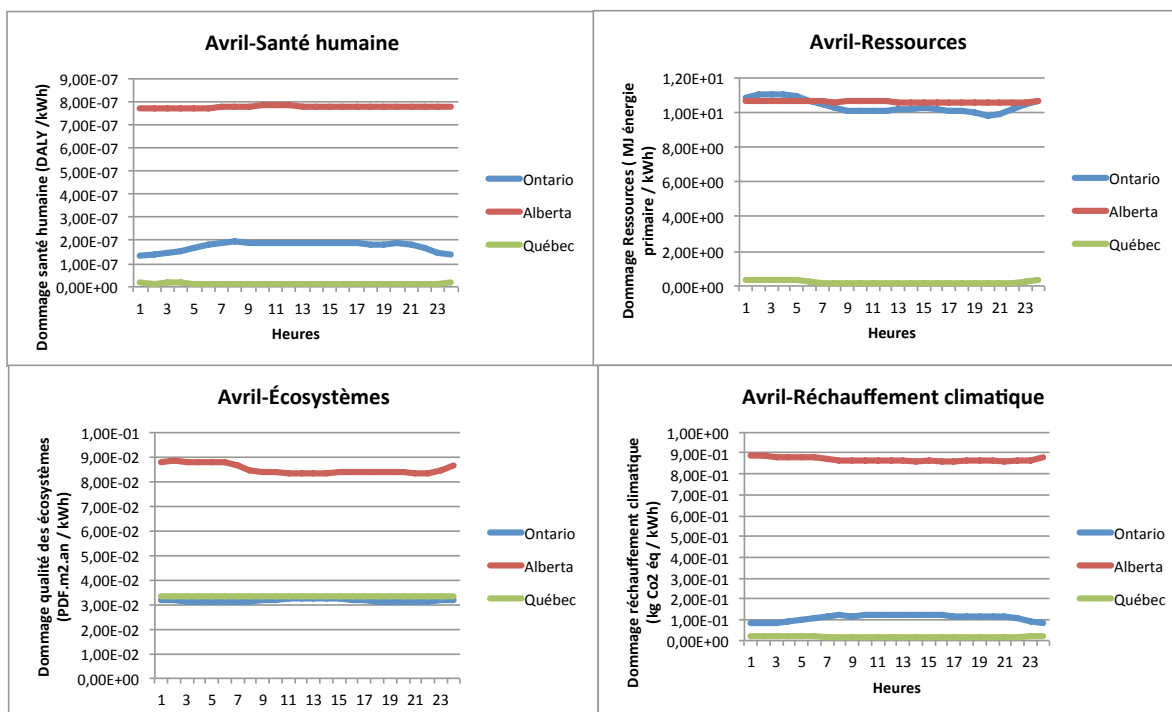 Avril-Santé humaine
Dommage santé humaine (DALY /kWh)
9,00E-07
8,00E-07
7,00E-07
6,00E-07
5,00E-07
4,00E-07
3,00E-07
2,00E-07
1,00E-07
0,00E+00
1 3 5 7 9 11 13 15 17 19 21 23
Heures
Ontario
Alberta
Québec
Avril-Ressources
Dommage Ressources ( MJ énergie
primaire / kWh)
1,20E+01
1,00E+01
8,00E+00
6,00E+00
4,00E+00
2,00E+00
0,00E+00
1 3 5 7 9 11 13 15 17 19 21 23
Heures
Ontario
Alberta
Québec
Avril-Écosystèmes
Dommage qualité des écosystèmes
(PDF.m2.an / kWh)
1,00E-01
9,00E-02
8,00E-02
7,00E-02
6,00E-02
5,00E-02
4,00E-02
3,00E-02
2,00E-02
1,00E-02
0,00E+00
1 3 5 7 9 11 13 15 17 19 21 23
Ontario
Alberta
Québec
Avril-Réchauffement climatique
Dommage réchauffement climatique
(kg Co2 éq / kWh)
1,00E+00
9,00E-01
8,00E-01
7,00E-01
6,00E-01
5,00E-01
4,00E-01
3,00E-01
2,00E-01
1,00E-01
0,00E+00
1 3 5 7 9 11 13 15 17 19 21 23
Heures
Ontario
Alberta
Québec